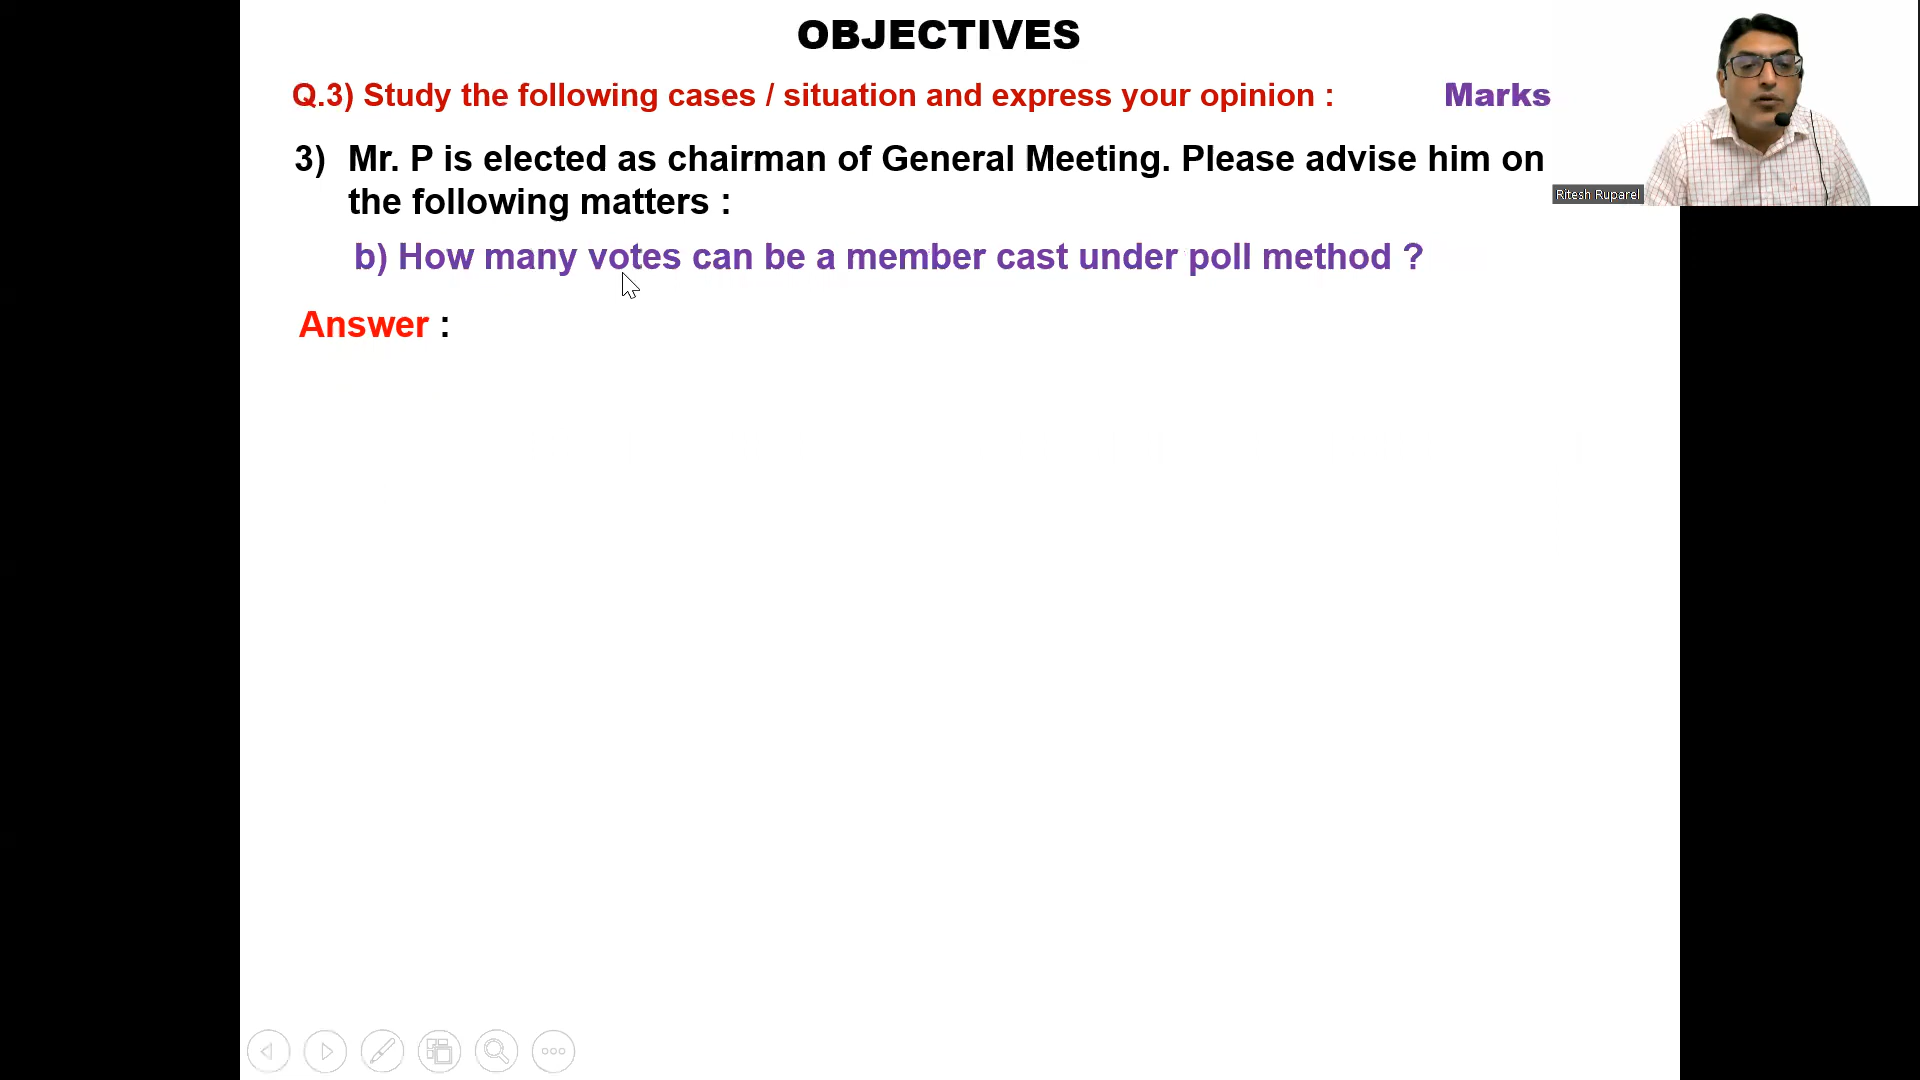 OBJECTIVES
Q.3) Study the following cases / situation and express your opinion : Marks
3) Mr. P is elected as chairman of General Meeting. Please advise him on
the following matters :
Ritesh Ruparel
b) How many votes can be a member cast under poll method ?
Answer :